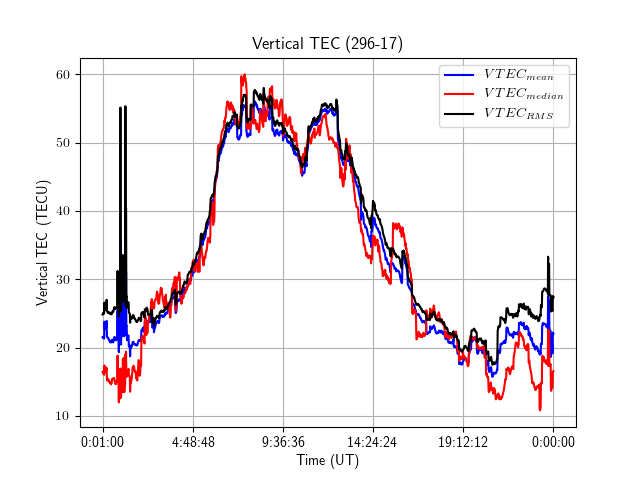 Vertical TEC (296-17)
VTEC_mean
VTEC_median
VTEC_RMS
60
50
40
30
20
10
Vertical TEC (TECU)
0:01:00 4:48:48 9:36:36 14:24:24 19:12:12 0:00:00
Time (UT)